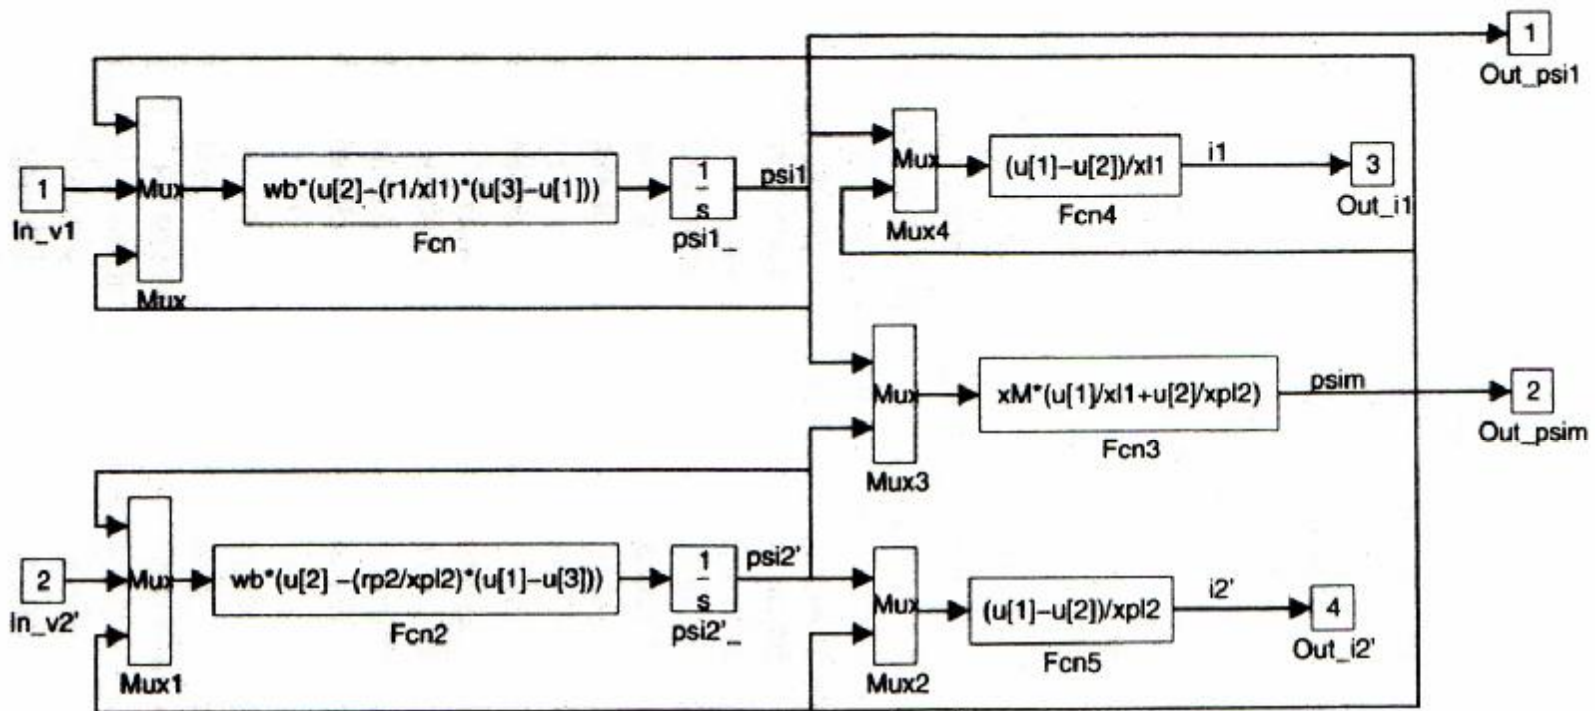 1
Out_psi1
Mux
Mux
wb*(u[2]-(r1/xl1)*(u[3]-u[1]))
Fcn
1
s
psi1_
psi1
1
In_v1
Mux
Mux4
(u[1]-u[2])/xl1
Fcn4
i1
3
Out_i1
Mux
Mux3
xM*(u[1]/xl1+u[2]/xpl2)
Fcn3
psim
2
Out_psim
2
In_v2'
Mux
Mux1
wb*(u[2] -(rp2/xpl2)*(u[1]-u[3]))
Fcn2
1
s
psi2'_
psi2'
Mux
Mux2
(u[1]-u[2])/xpl2
Fcn5
i2'
4
Out_i2'